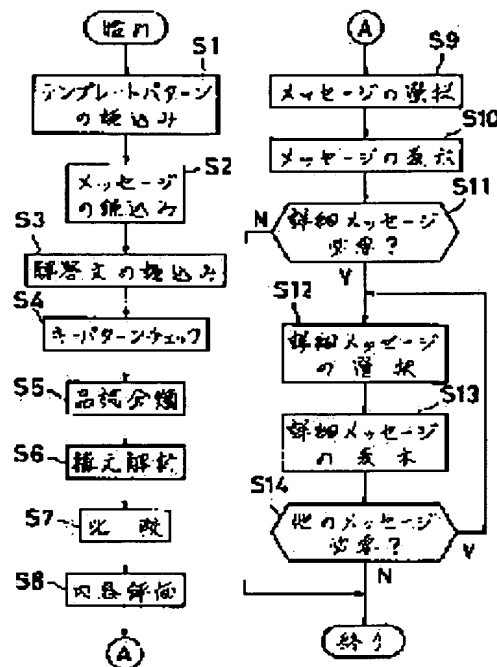 始め
S1
テンプレートパターン
の読込み
S2
メッセージ
の読込み
S3
解答文の読込み
S4
キーパターンチェック
S5
品詞分類
S6
構文解析
S7
比較
S8
内容評価
A
A
S9
メッセージの選択
S10
メッセージの表示
S11
詳細メッセージ
必要?
N
Y
S12
詳細メッセージ
の選択
S13
詳細メッセージ
の表示
S14
他のメッセージ
必要?
Y
N
終り